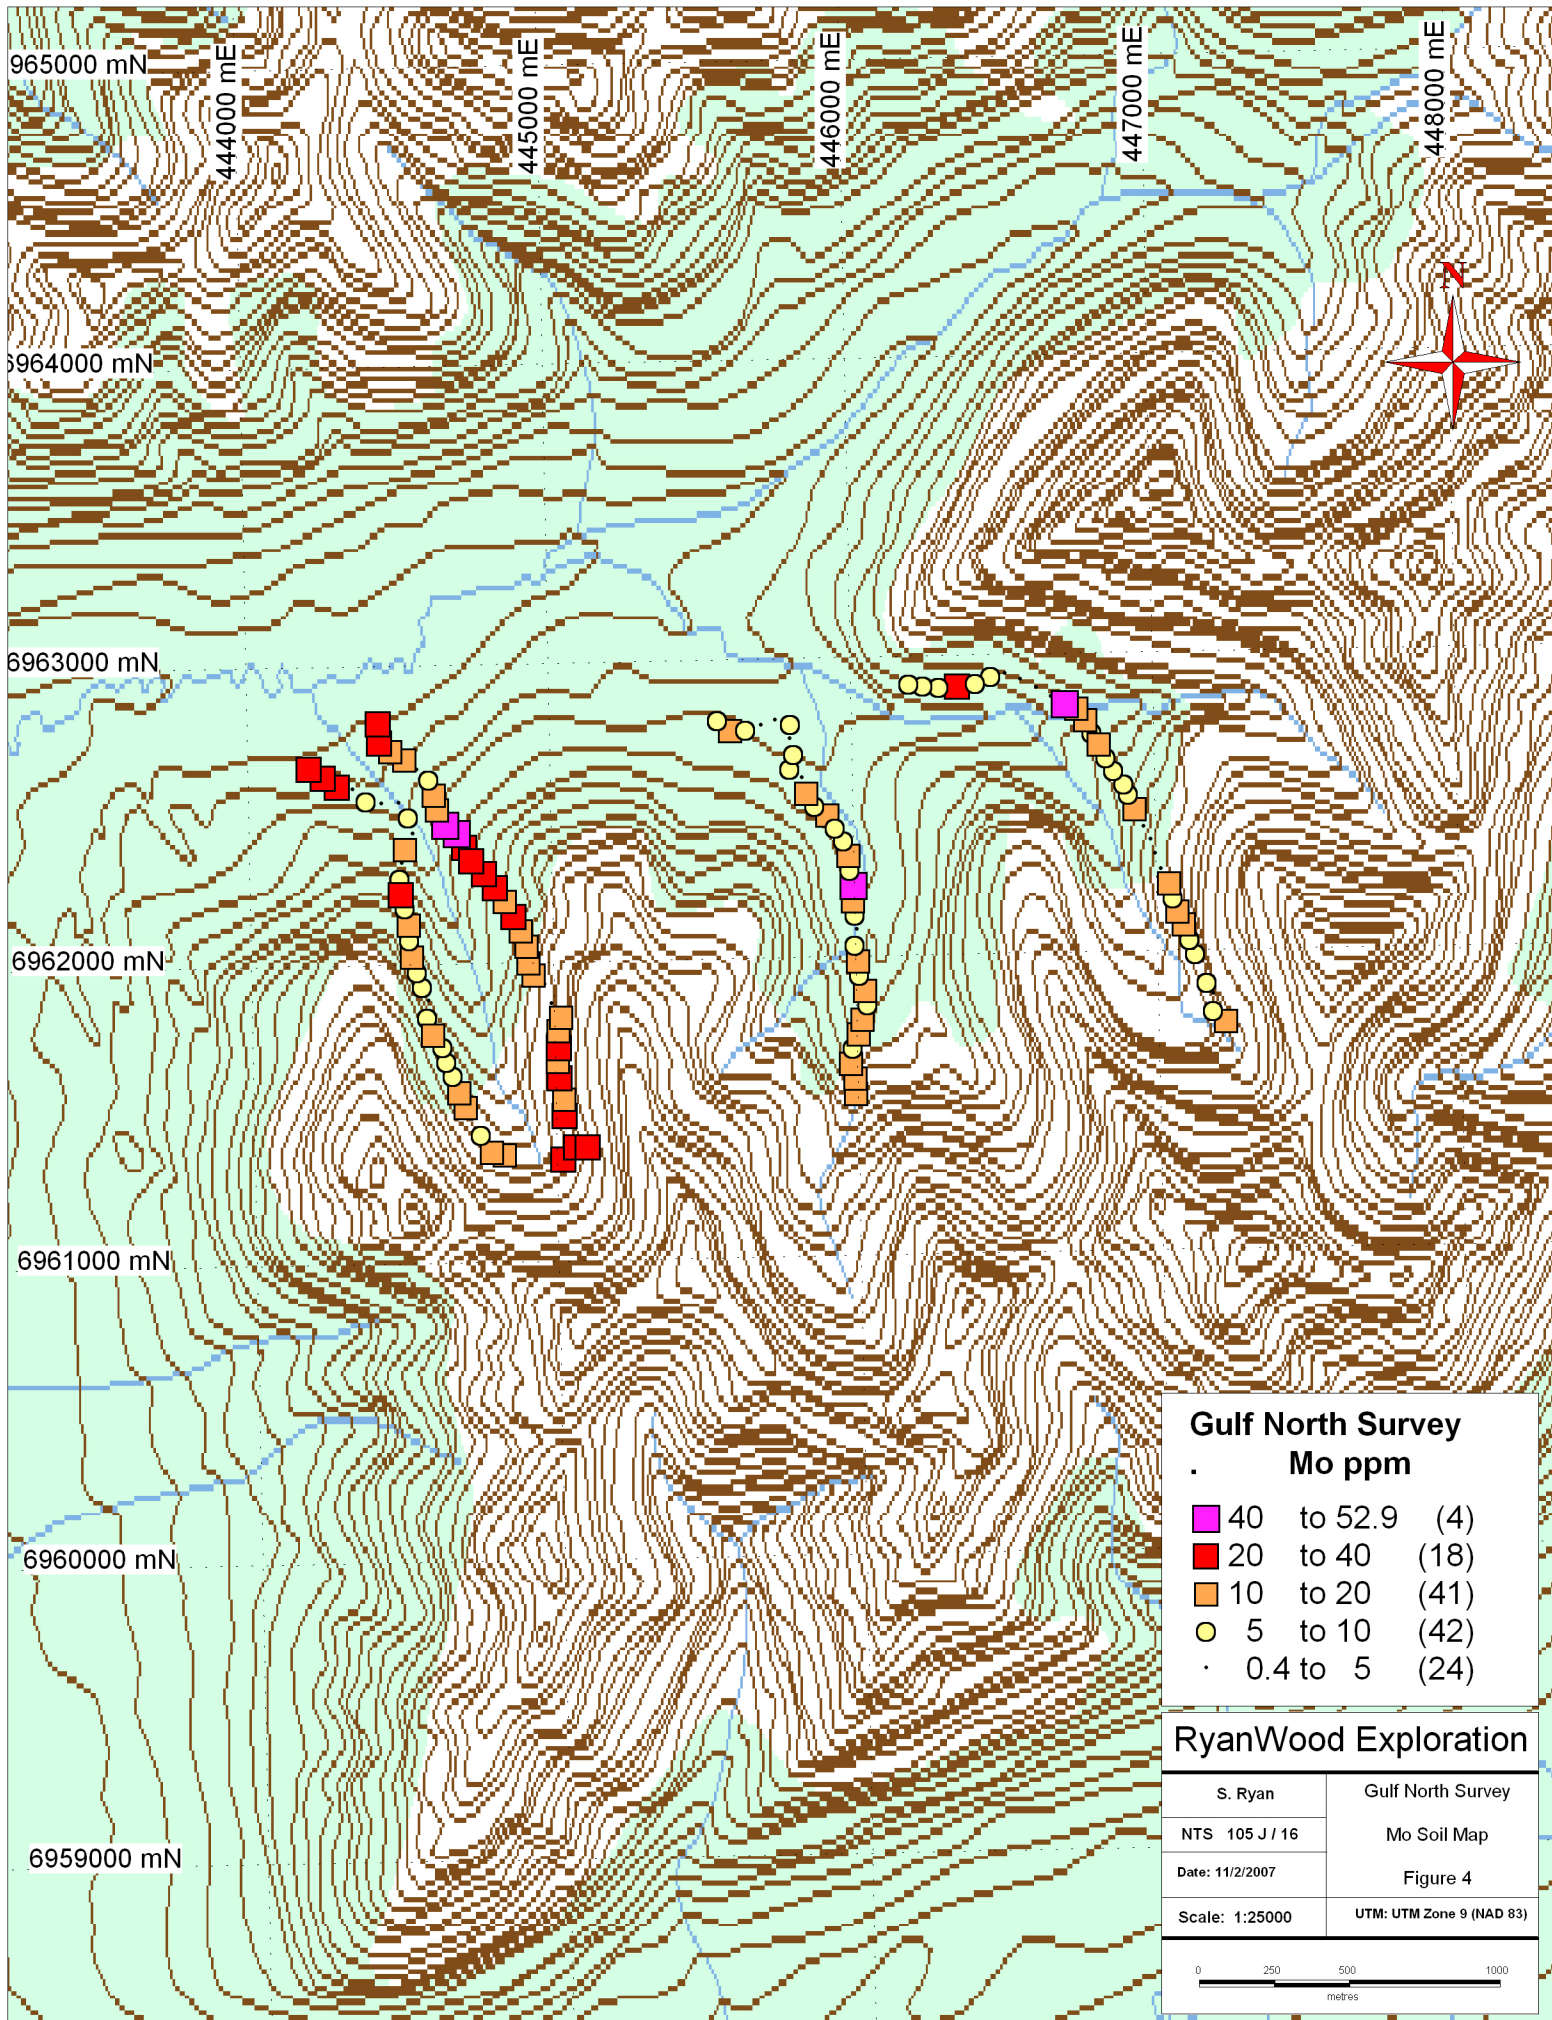 444000 mE
445000 mE
446000 mE
447000 mE
448000 mE
965000 mN
N
6964000 mN
6963000 mN
6962000 mN
6961000 mN
6960000 mN
6959000 mN
Gulf North Survey
. Mo ppm
40 to 52.9 (4)
20 to 40 (18)
10 to 20 (41)
5 to 10 (42)
0.4 to 5 (24)
RyanWood Exploration
S. Ryan
NTS 105 J / 16
Date: 11/2/2007
Scale: 1:25000
Gulf North Survey
Mo Soil Map
Figure 4
UTM: UTM Zone 9 (NAD 83)
0 250 500 1000
metres